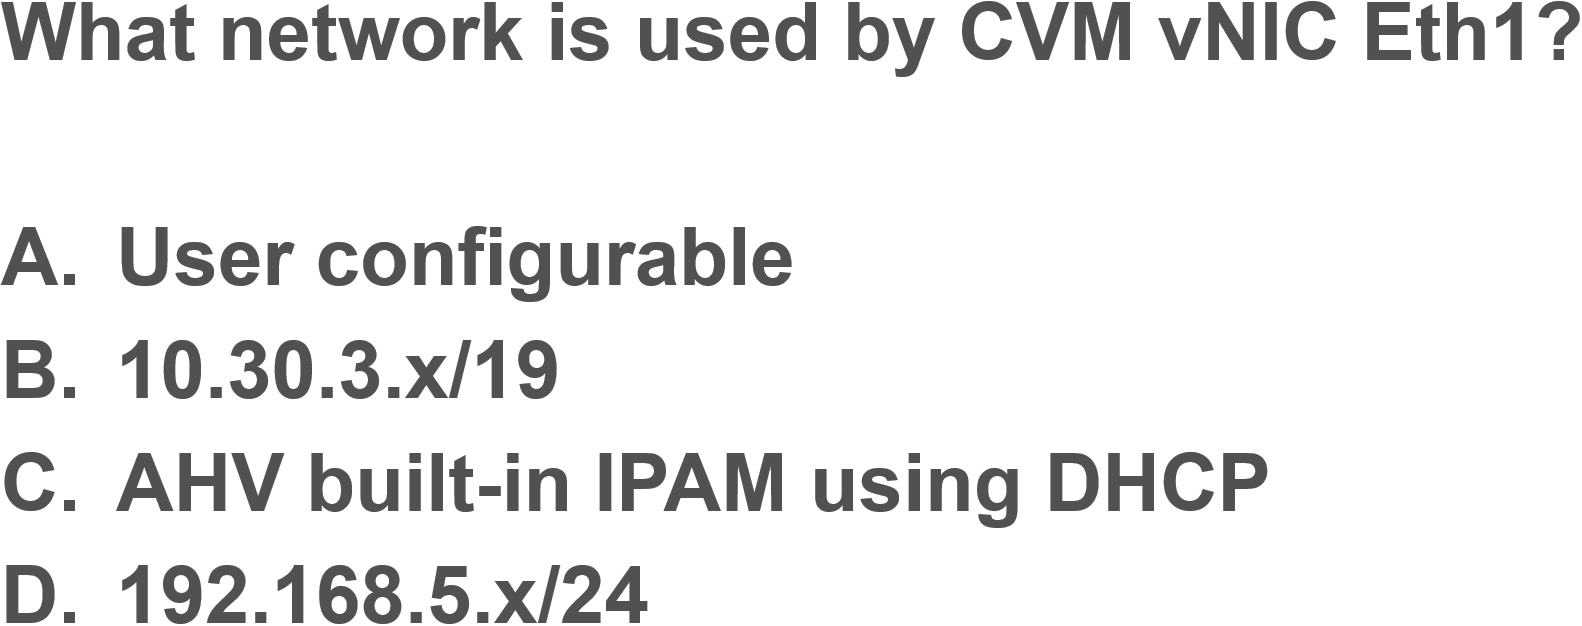 What network is used by CVM vNIC Eth1?
A. User configurable
B. 10.30.3.x/19
C. AHV built-in IPAM using DHCP
D. 192.168.5.x/24